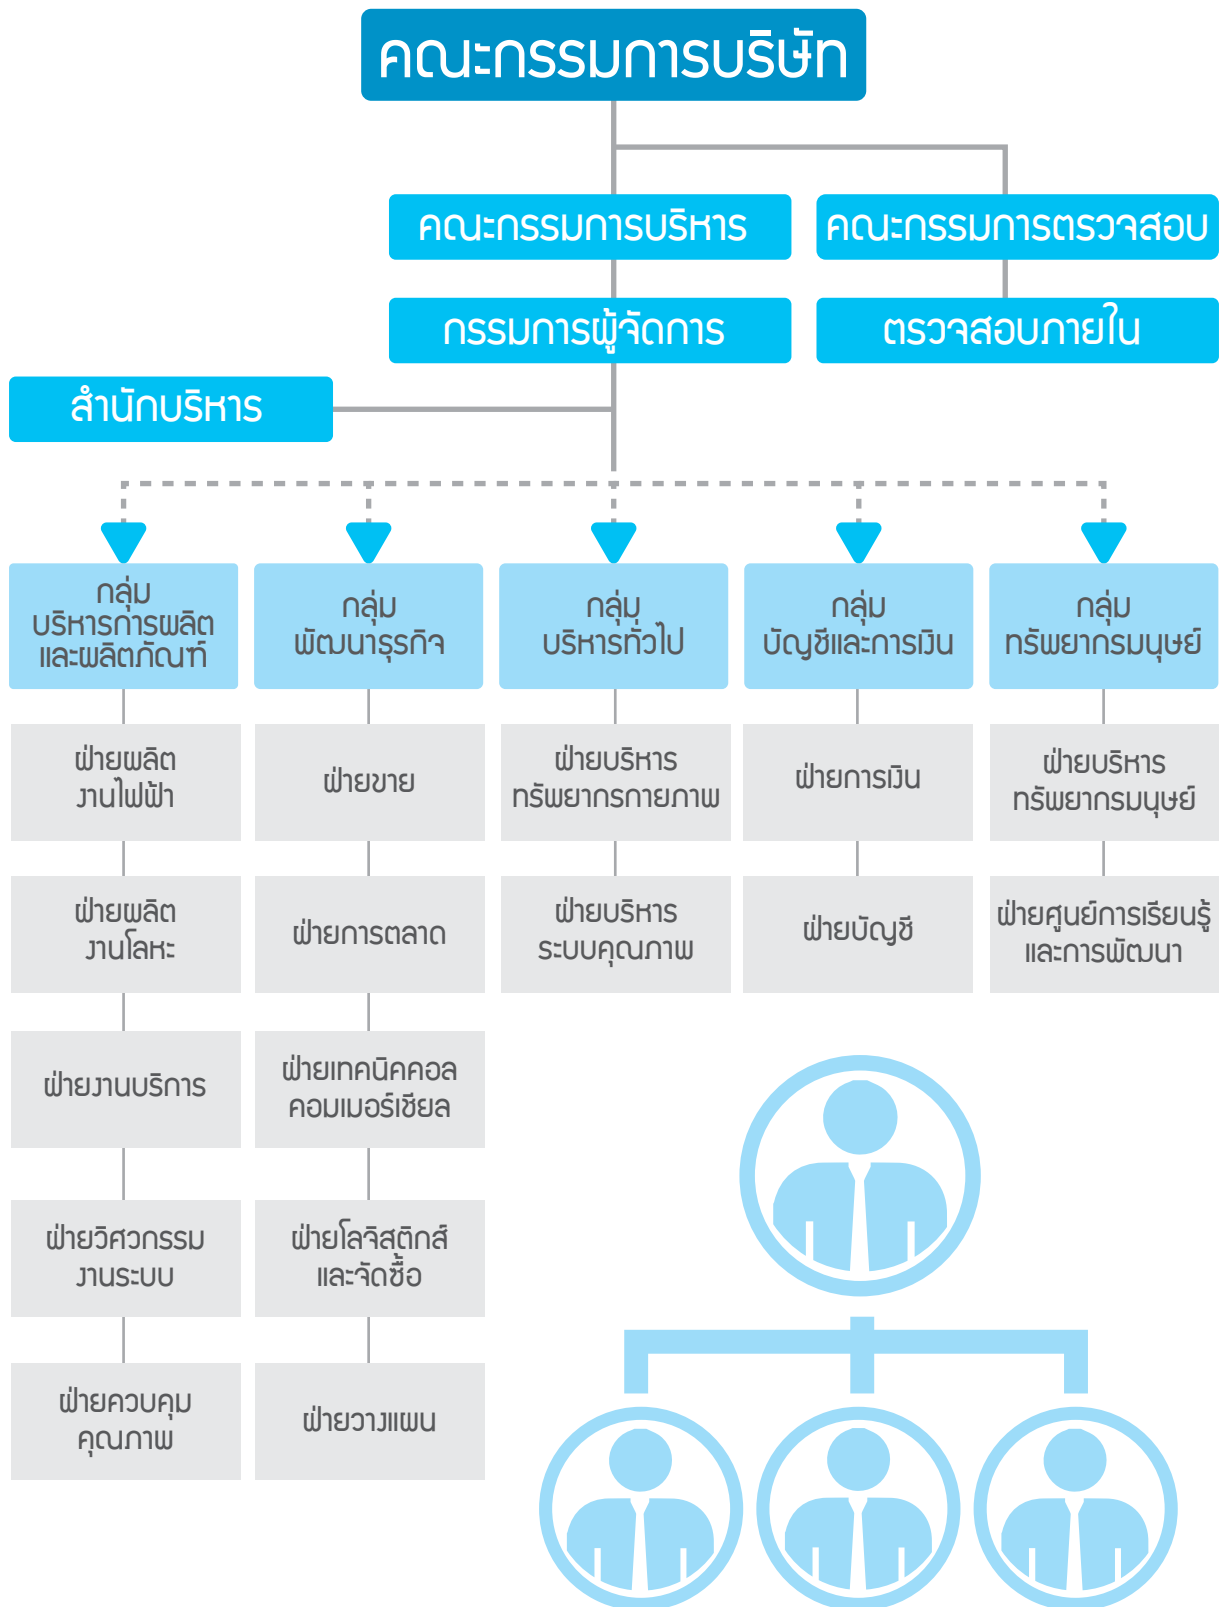 คณะกรรมการบริษัท
คณะกรรมการบริหาร
คณะกรรมการตรวจสอบ
กรรมการผู้จัดการ
ตรวจสอบภายใน
สำนักบริหาร
กลุ่ม
บริหารการผลิต
และผลิตภัณฑ์
กลุ่ม
พัฒนาธุรกิจ
กลุ่ม
บริหารทั่วไป
กลุ่ม
บัญชีและการเงิน
กลุ่ม
ทรัพยากรมนุษย์
ฝ่ายผลิต
งานไฟฟ้า
ฝ่ายขาย
ฝ่ายบริหาร
ทรัพยากรกายภาพ
ฝ่ายการเงิน
ฝ่ายบริหาร
ทรัพยากรมนุษย์
ฝ่ายผลิต
งานโลหะ
ฝ่ายการตลาด
ฝ่ายบริหาร
ระบบคุณภาพ
ฝ่ายบัญชี
ฝ่ายศูนย์การเรียนรู้
และการพัฒนา
ฝ่ายงานบริการ
ฝ่ายเทคนิคคอล
คอมเมอร์เชียล
ฝ่ายวิศวกรรม
งานระบบ
ฝ่ายโลจิสติกส์
และจัดซื้อ
ฝ่ายควบคุม
คุณภาพ
ฝ่ายวางแผน